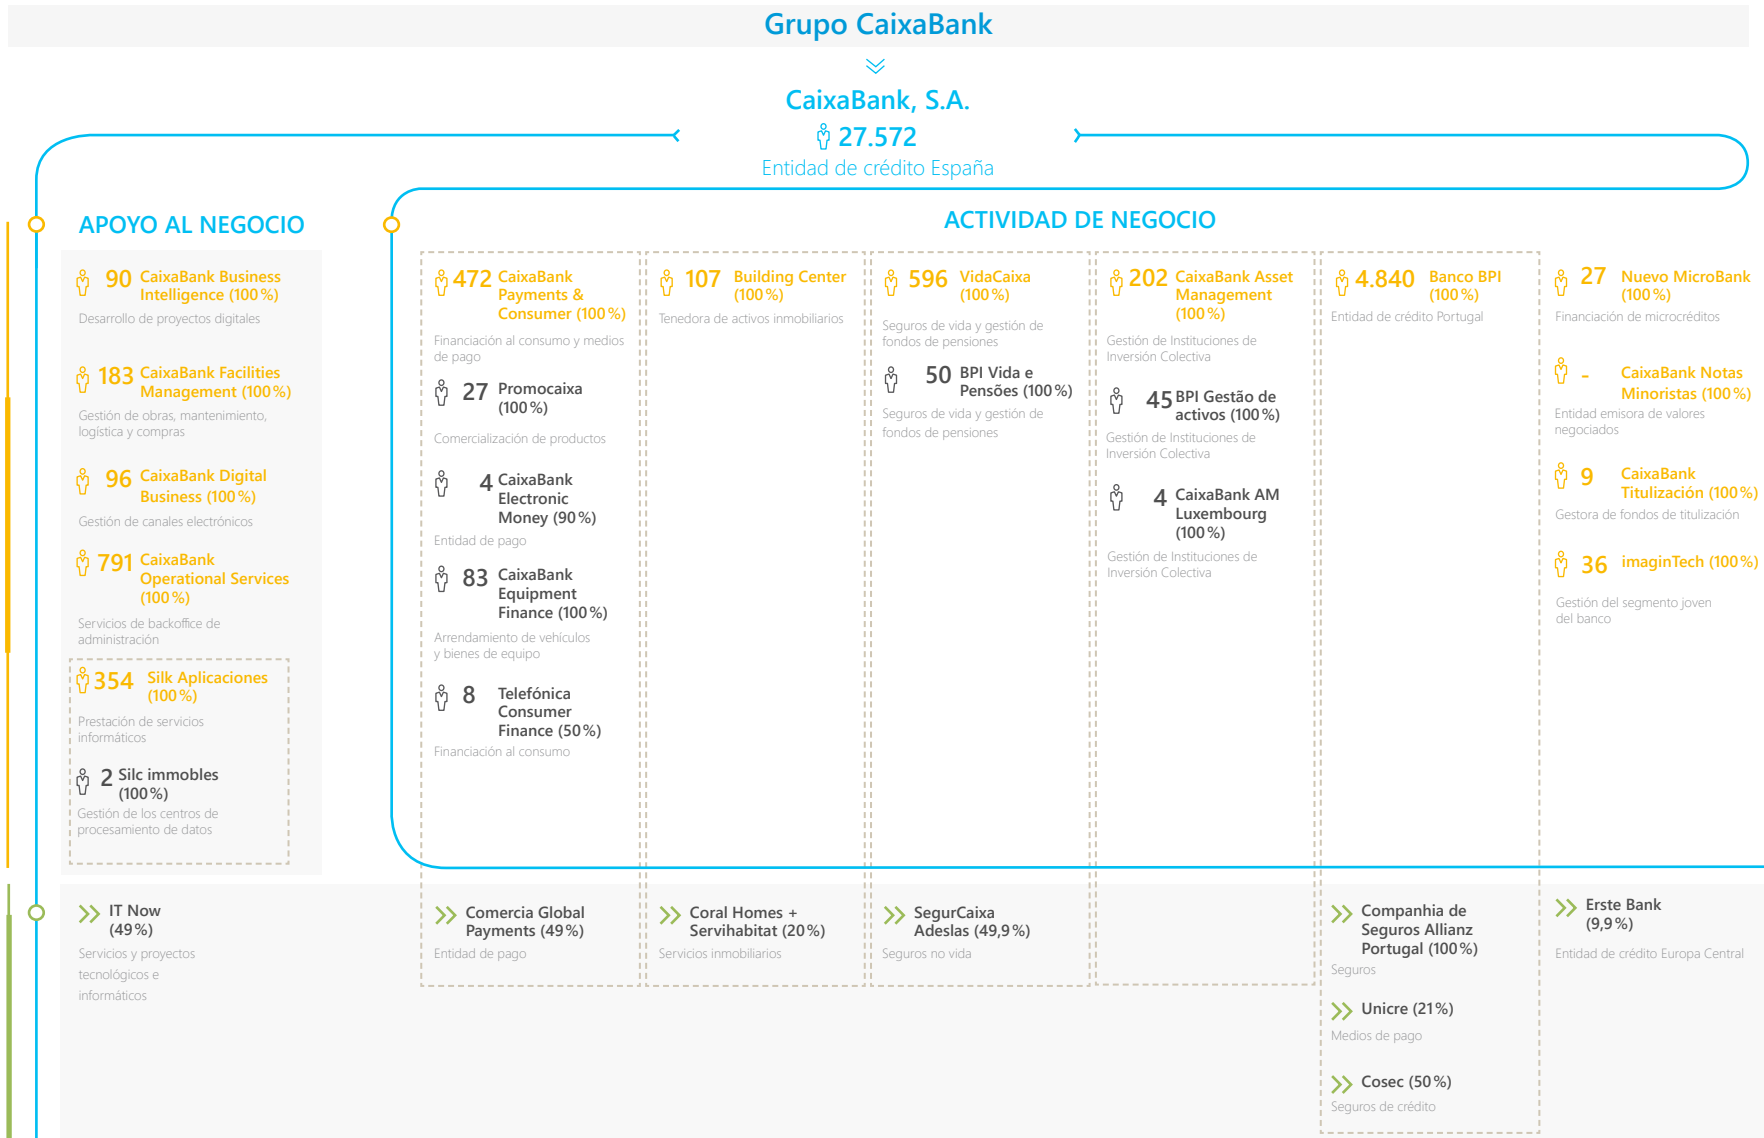 Grupo CaixaBank
CaixaBank, S.A.
27.572
Entidad de crédito España
APOYO AL NEGOCIO
90 CaixaBank Business
Intelligence (100%)
Desarrollo de proyectos digitales
183 CaixaBank Facilities
Management (100%)
Gestión de obras, mantenimiento,
logística y compras
96 CaixaBank Digital
Business (100%)
Gestión de canales electrónicos
791 CaixaBank
Operational Services
(100%)
Servicios de backoffice de
administración
354 Silk Aplicaciones
(100%)
Prestación de servicios
informáticos
2 Silc immobles
(100%)
Gestión de los centros de
procesamiento de datos
ACTIVIDAD DE NEGOCIO
472 CaixaBank
Payments &
Consumer (100%)
Financiación al consumo y medios
de pago
27 Promocaixa
(100%)
Comercialización de productos
4 CaixaBank
Electronic
Money (90%)
Entidad de pago
83 CaixaBank
Equipment
Finance (100%)
Arrendamiento de vehículos
y bienes de equipo
8 Telefónica
Consumer
Finance (50%)
Financiación al consumo
107 Building Center
(100%)
Tenedora de activos inmobiliarios
596 VidaCaixa
(100%)
Seguros de vida y gestión de
fondos de pensiones
50 BPI Vida e
Pensões (100%)
Seguros de vida y gestión de
fondos de pensiones
202 CaixaBank Asset
Management
(100%)
Gestión de Instituciones de
Inversión Colectiva
45 BPI Gestão de
activos (100%)
Gestión de Instituciones de
Inversión Colectiva
4 CaixaBank AM
Luxembourg
(100%)
Gestión de Instituciones de
Inversión Colectiva
4.840 Banco BPI
(100%)
Entidad de crédito Portugal
27 Nuevo MicroBank
(100%)
Financiación de microcréditos
- CaixaBank Notas
Minoristas (100%)
Entidad emisora de valores
negociados
9 CaixaBank
Titulización (100%)
Gestora de fondos de titulización
36 imaginTech (100%)
Gestión del segmento joven
del banco
IT Now
(49%)
Servicios y proyectos
tecnológicos e
informáticos
Comercia Global
Payments (49%)
Entidad de pago
Coral Homes +
Servihabitat (20%)
Servicios inmobiliarios
SegurCaixa
Adeslas (49,9%)
Seguros no vida
Companhia de
Seguros Allianz
Portugal (100%)
Seguros
Unicre (21%)
Medios de pago
Cosec (50%)
Seguros de crédito
Erste Bank
(9,9%)
Entidad de crédito Europa Central